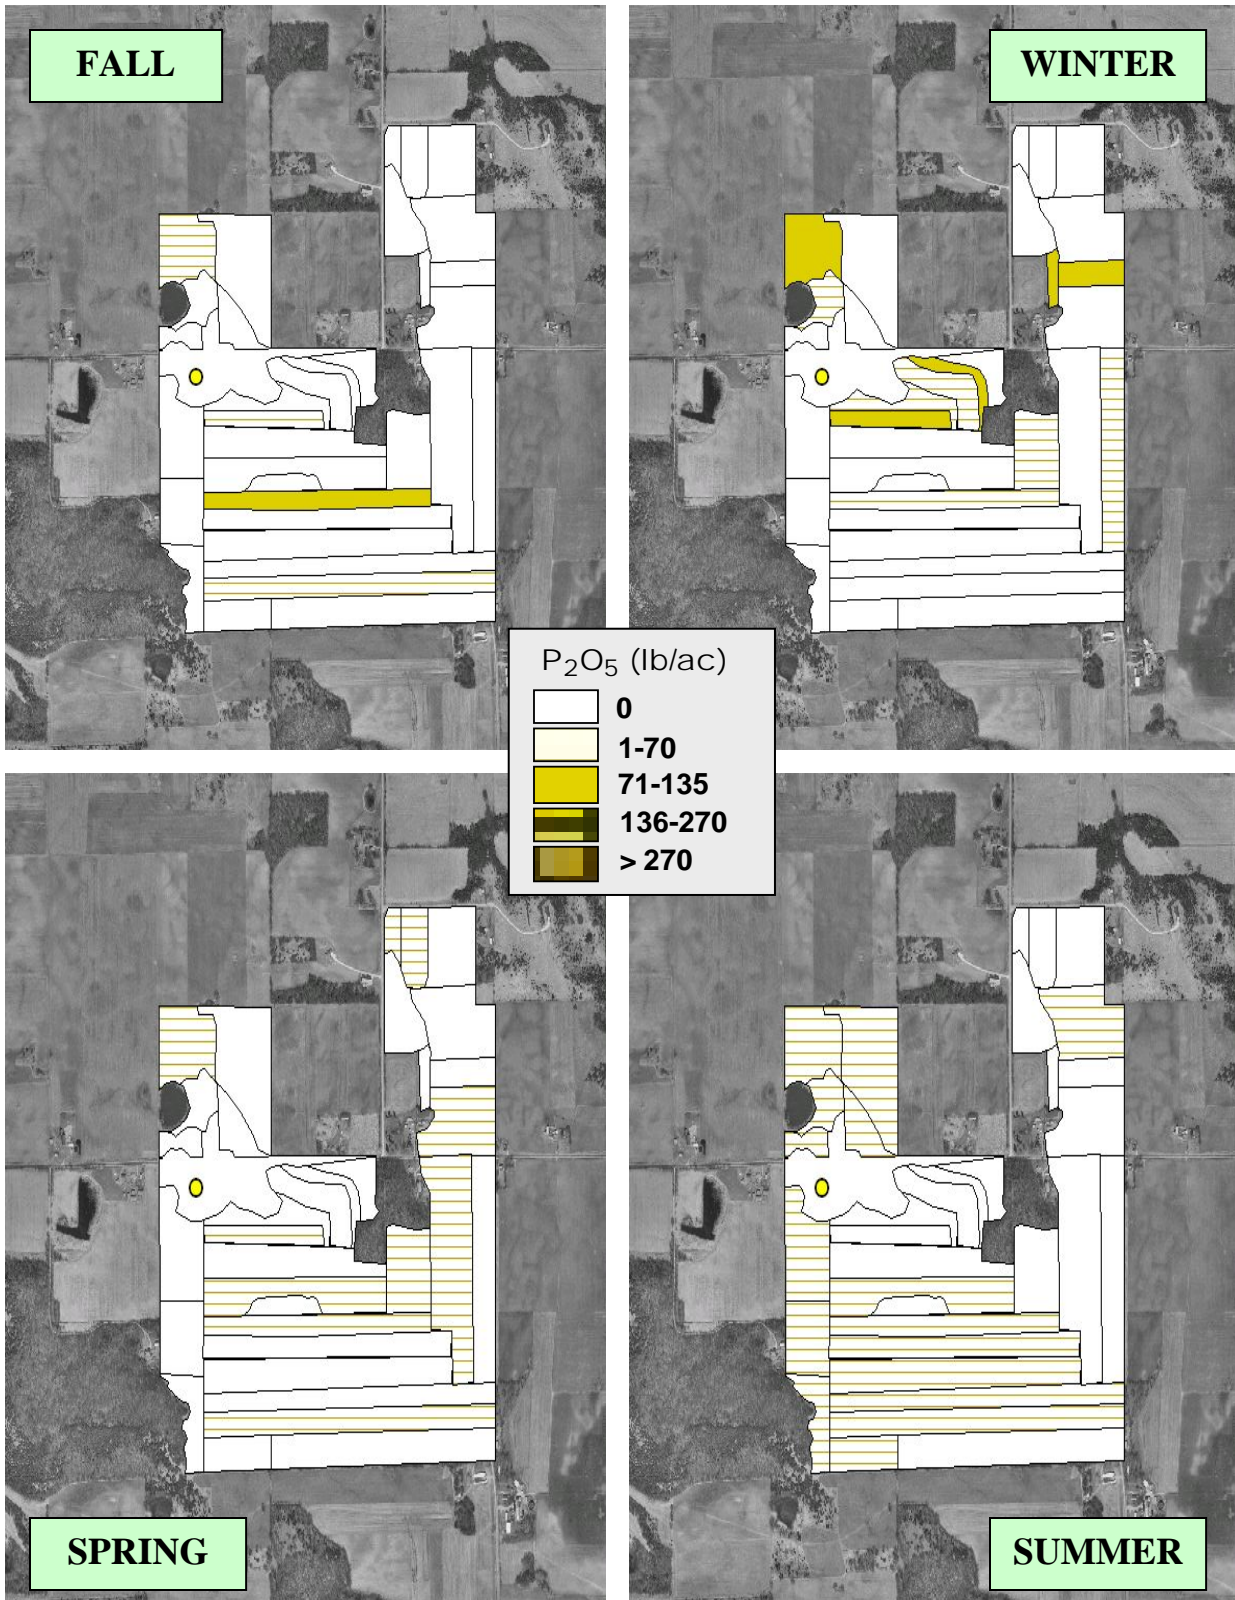 FALL
WINTER
P₂O₅ (lb/ac)
0
1-70
71-135
136-270
> 270
SPRING
SUMMER